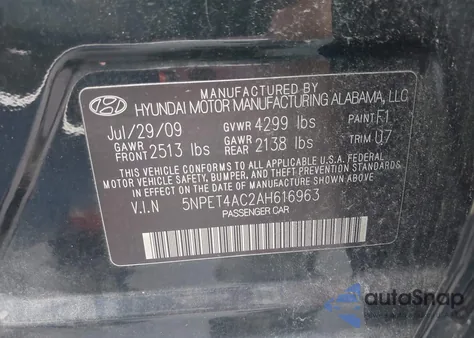 MANUFACTURED BY
HYUNDAI MOTOR MANUFACTURING ALABAMA, LLC
Jul/29/09 GVWR 4299 lbs PAINT F1
GAWR FRONT 2513 lbs GAWR REAR 2138 lbs TRIM U7
THIS VEHICLE CONFORMS TO ALL APPLICABLE U.S.A. FEDERAL
MOTOR VEHICLE SAFETY, BUMPER, AND THEFT PREVENTION STANDARDS
IN EFFECT ON THE DATE OF MANUFACTURE SHOWN ABOVE.
V.I.N 5NPET4AC2AH616963
PASSENGER CAR
autoSnap